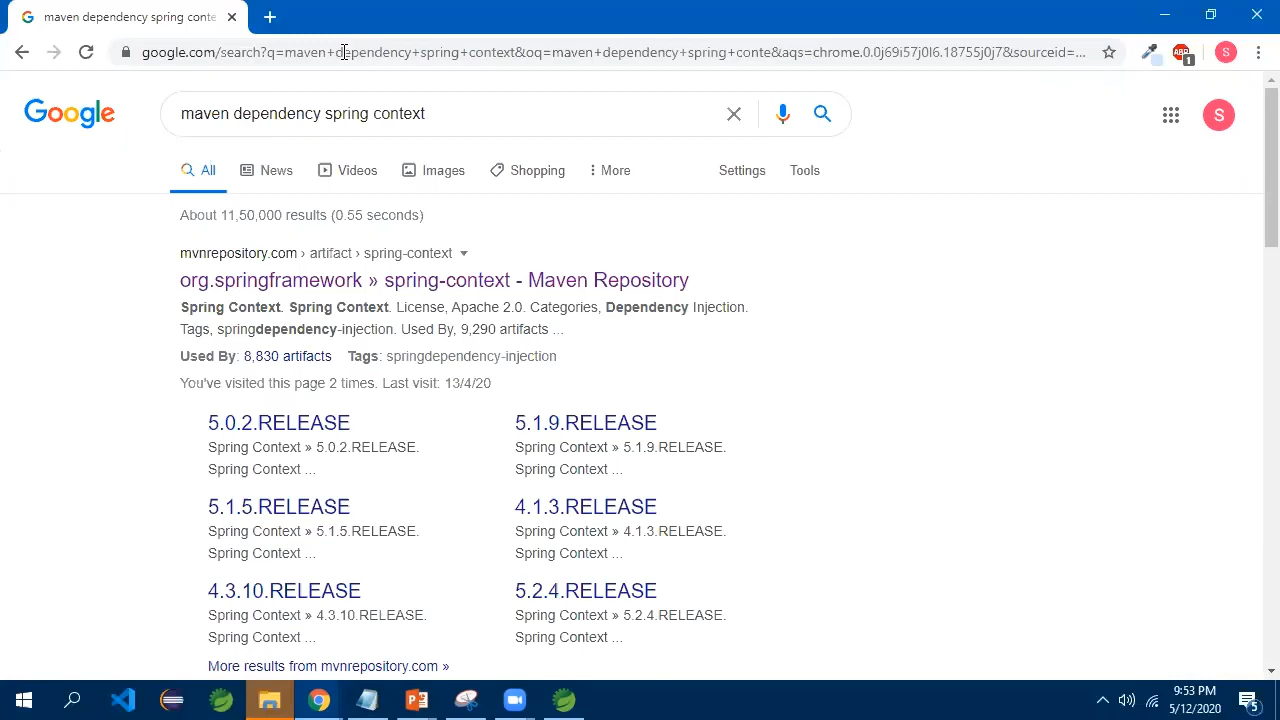 maven dependency spring conte
google.com/search?q=maven+dependency+spring+context&oq=maven+dependency+spring+conte&aqs=chrome.0.0j69i57j0l6.18755j0j7&sourceid=...
ABP
1
S
Google
maven dependency spring context
S
All
News
Videos
Images
Shopping
More
Settings
Tools
About 11,50,000 results (0.55 seconds)
mvnrepository.com › artifact › spring-context
org.springframework » spring-context - Maven Repository
Spring Context. Spring Context. License, Apache 2.0. Categories, Dependency Injection.
Tags, springdependency-injection. Used By, 9,290 artifacts ...
Used By: 8,830 artifacts Tags: springdependency-injection
You've visited this page 2 times. Last visit: 13/4/20
5.0.2.RELEASE
Spring Context » 5.0.2.RELEASE.
Spring Context ...
5.1.9.RELEASE
Spring Context » 5.1.9.RELEASE.
Spring Context ...
5.1.5.RELEASE
Spring Context » 5.1.5.RELEASE.
Spring Context ...
4.1.3.RELEASE
Spring Context » 4.1.3.RELEASE.
Spring Context ...
4.3.10.RELEASE
Spring Context » 4.3.10.RELEASE.
Spring Context ...
5.2.4.RELEASE
Spring Context » 5.2.4.RELEASE.
Spring Context ...
More results from mvnrepository.com »
9:53 PM
5/12/2020
5